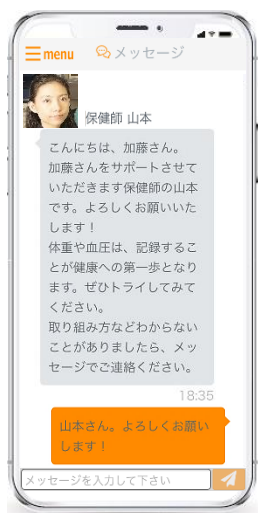 menu
メッセージ
保健師 山本
こんにちは、加藤さん。
加藤さんをサポートさせて
いただきます保健師の山本
です。よろしくお願いいた
します！
体重や血圧は、記録するこ
とが健康への第一歩となり
ます。ぜひトライしてみて
ください。
取り組み方などわからない
ことがありましたら、メッ
セージでご連絡ください。
18:35
山本さん。よろしくお願い
します！
メッセージを入力して下さい